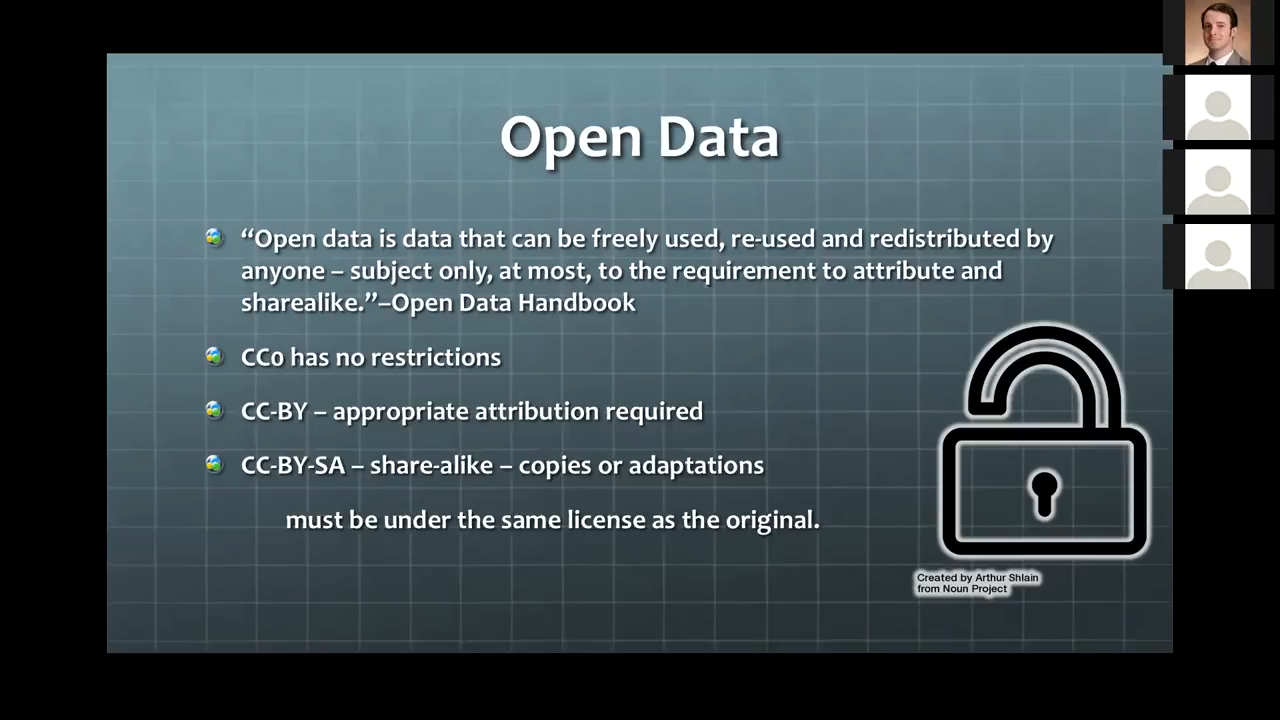 Open Data
“Open data is data that can be freely used, re-used and redistributed by
anyone – subject only, at most, to the requirement to attribute and
sharealike.”–Open Data Handbook
CC0 has no restrictions
CC-BY – appropriate attribution required
CC-BY-SA – share-alike – copies or adaptations
must be under the same license as the original.
Created by Arthur Shlain
from Noun Project